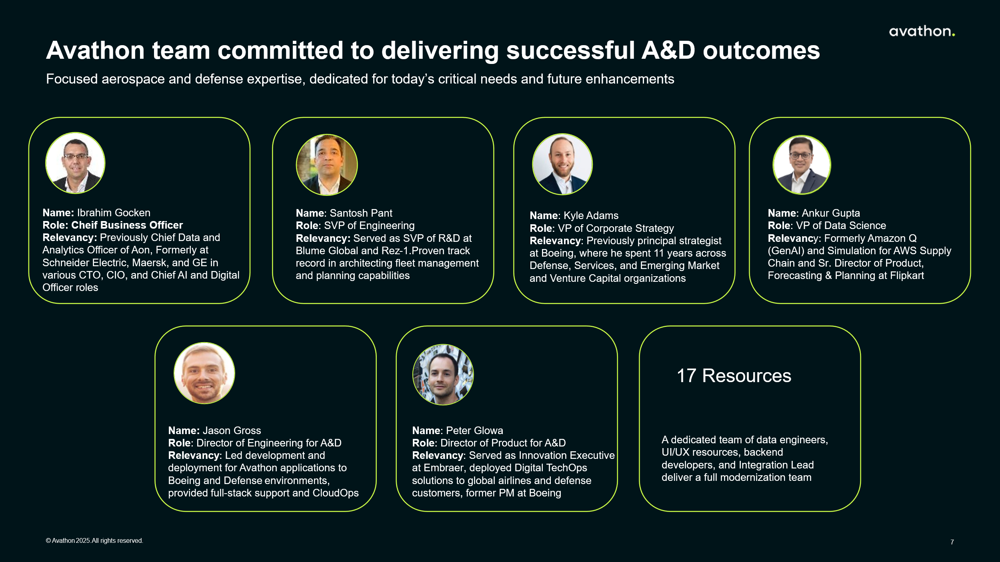 avathon.
Avathon team committed to delivering successful A&D outcomes
Focused aerospace and defense expertise, dedicated for today’s critical needs and future enhancements
Name: Ibrahim Gocken
Role: Cheif Business Officer
Relevancy: Previously Chief Data and
Analytics Officer of Aon, Formerly at
Schneider Electric, Maersk, and GE in
various CTO, CIO, and Chief AI and Digital
Officer roles
Name: Santosh Pant
Role: SVP of Engineering
Relevancy: Served as SVP of R&D at
Blume Global and Rez-1.Proven track
record in architecting fleet management
and planning capabilities
Name: Kyle Adams
Role: VP of Corporate Strategy
Relevancy: Previously principal strategist
at Boeing, where he spent 11 years across
Defense, Services, and Emerging Market
and Venture Capital organizations
Name: Ankur Gupta
Role: VP of Data Science
Relevancy: Formerly Amazon Q
(GenAI) and Simulation for AWS Supply
Chain and Sr. Director of Product,
Forecasting & Planning at Flipkart
Name: Jason Gross
Role: Director of Engineering for A&D
Relevancy: Led development and
deployment for Avathon applications to
Boeing and Defense environments,
provided full-stack support and CloudOps
Name: Peter Glowa
Role: Director of Product for A&D
Relevancy: Served as Innovation Executive
at Embraer, deployed Digital TechOps
solutions to global airlines and defense
customers, former PM at Boeing
17 Resources
A dedicated team of data engineers,
UI/UX resources, backend
developers, and Integration Lead
deliver a full modernization team
© Avathon 2025.All rights reserved.
7